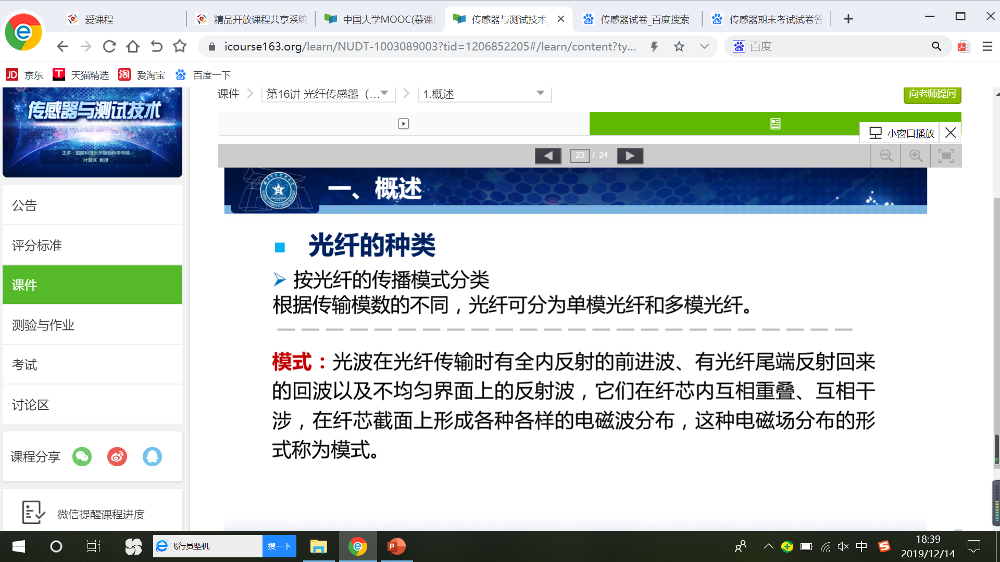 爱课程
精品开放课程共享系统
中国大学MOOC(慕课)
传感器与测试技术_
传感器试卷_百度搜索
传感器期末考试试卷答
icourse163.org/learn/NUDT-1003089003?tid=1206852205#/learn/content?ty...
百度
JD 京东
T 天猫精选
淘 爱淘宝
百度一下
传感器与测试技术
主讲：国防科技大学智能科学学院
叶湘滨 教授
课件
第16讲 光纤传感器（...
1.概述
向老师提问
小窗口播放
23 / 24
一、概述
光纤的种类
按光纤的传播模式分类
根据传输模数的不同，光纤可分为单模光纤和多模光纤。
模式：光波在光纤传输时有全内反射的前进波、有光纤尾端反射回来
的回波以及不均匀界面上的反射波，它们在纤芯内互相重叠、互相干
涉，在纤芯截面上形成各种各样的电磁波分布，这种电磁场分布的形
式称为模式。
公告
评分标准
课件
测验与作业
考试
讨论区
课程分享
微信提醒课程进度
飞行员坠机
搜一下
中
18:39
2019/12/14